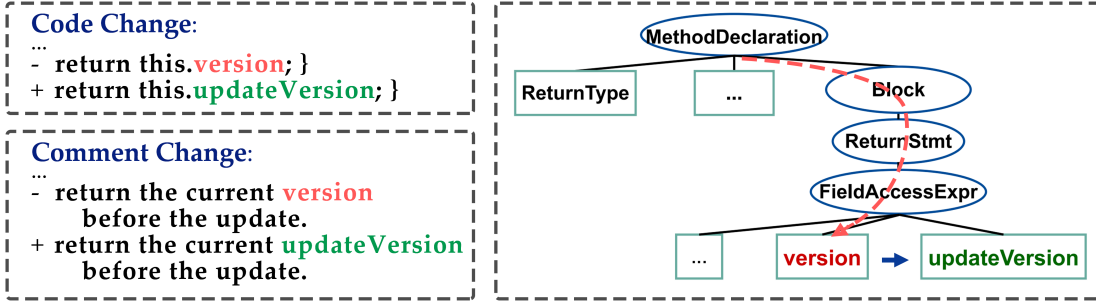 Code Change:
...
- return this.version; }
+ return this.updateVersion; }
Comment Change:
...
- return the current version
before the update.
+ return the current updateVersion
before the update.
MethodDeclaration
ReturnType
...
Block
ReturnStmt
FieldAccessExpr
...
version
updateVersion